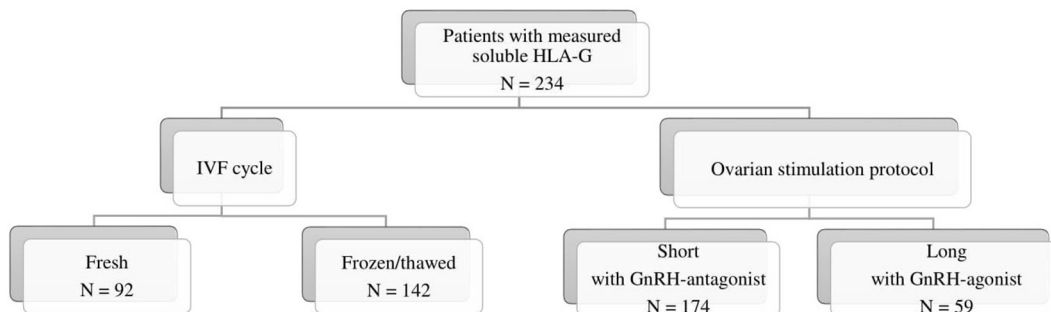 Patients with measured
soluble HLA-G
N = 234
IVF cycle
Ovarian stimulation protocol
Fresh
N = 92
Frozen/thawed
N = 142
Short
with GnRH-antagonist
N = 174
Long
with GnRH-agonist
N = 59